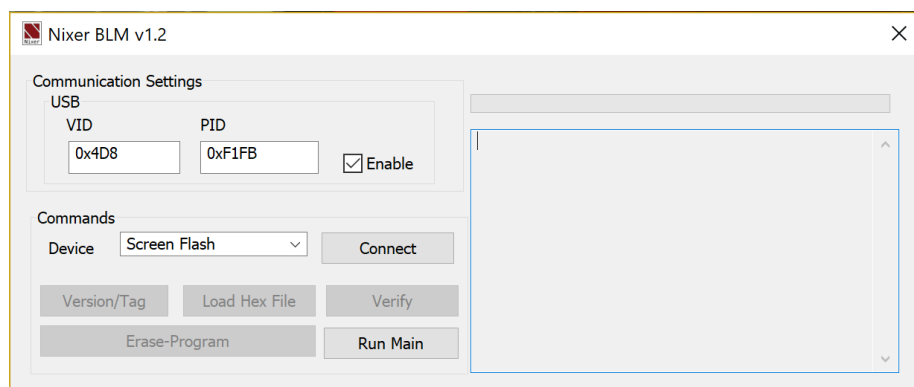 Nixer BLM v1.2
Nixer
Communication Settings
USB
VID PID
0x4D8 0xF1FB Enable
Commands
Device Screen Flash Connect
Version/Tag Load Hex File Verify
Erase-Program Run Main